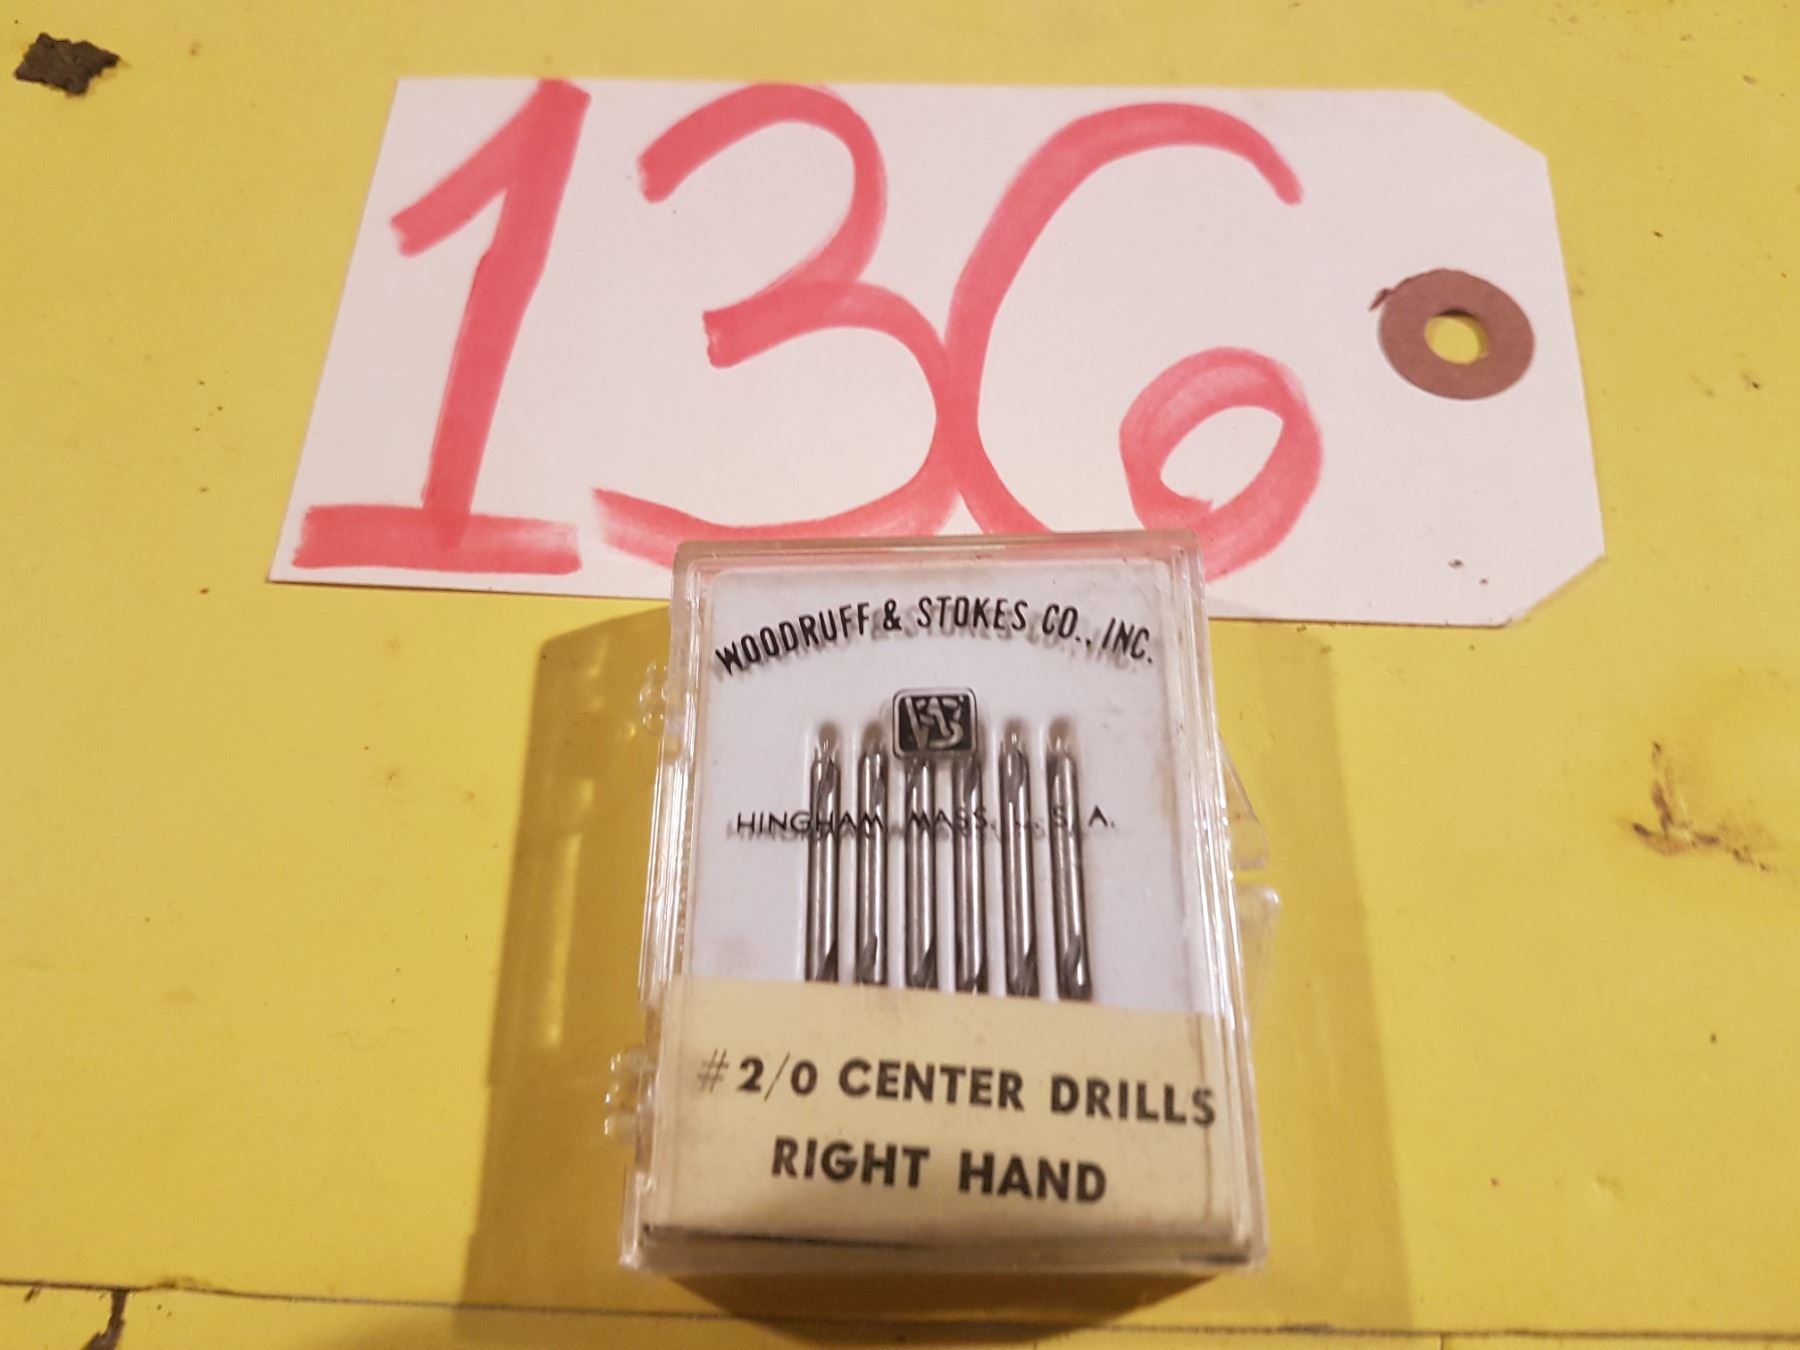 136
WOODRUFF & STOKES CO., INC.
HINGHAM, MASS. U.S.A.
#2/0 CENTER DRILLS
RIGHT HAND